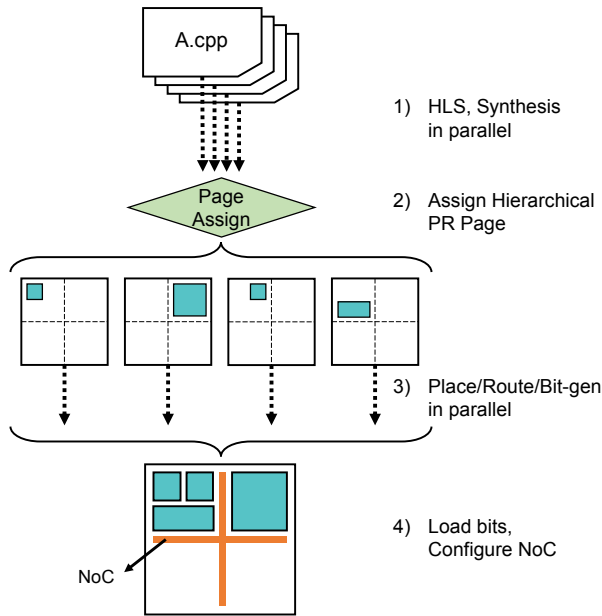 A.cpp
1) HLS, Synthesis
in parallel
Page
Assign
2) Assign Hierarchical
PR Page
3) Place/Route/Bit-gen
in parallel
4) Load bits,
Configure NoC
NoC